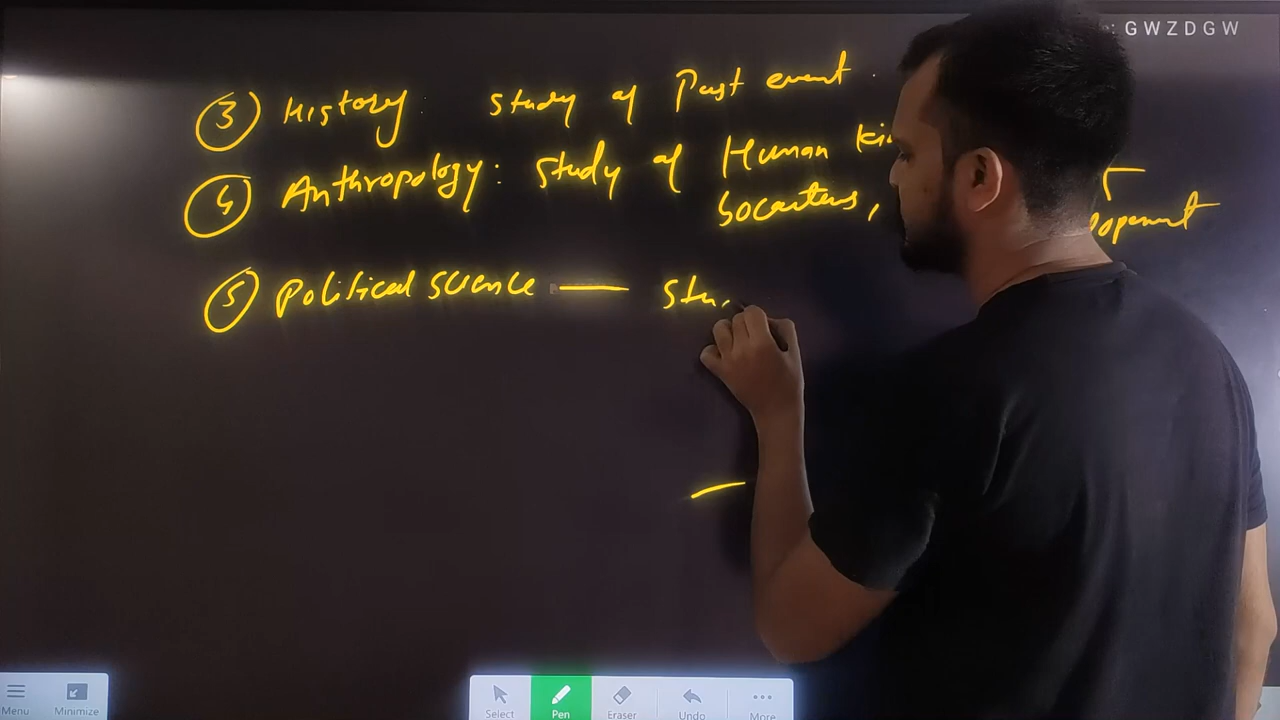 : GWZDGW
③ History: study of Past event.
④ Anthropology: study of Human
⑤ political science — stu
Menu Minimize Select Pen Eraser Undo More